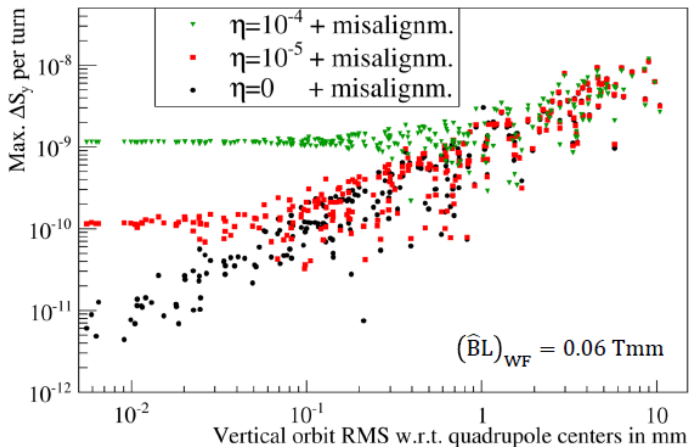 η=10⁻⁴ + misalignm.
η=10⁻⁵ + misalignm.
η=0 + misalignm.
Max. ΔS_y per turn
10⁻⁸
10⁻⁹
10⁻¹⁰
10⁻¹¹
10⁻¹²
(B̂L)_WF = 0.06 Tmm
10⁻² 10⁻¹ 1 10
Vertical orbit RMS w.r.t. quadrupole centers in mm